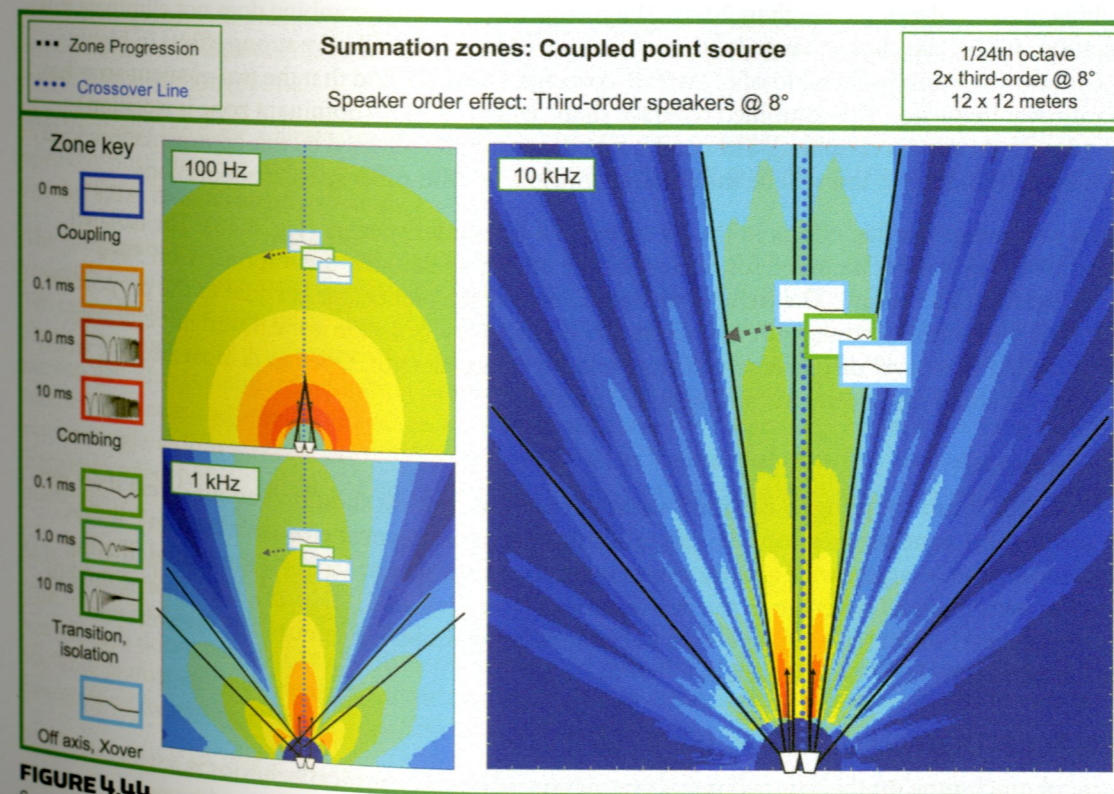 Zone Progression
Crossover Line
Summation zones: Coupled point source
Speaker order effect: Third-order speakers @ 8°
1/24th octave
2x third-order @ 8°
12 x 12 meters
Zone key
0 ms
Coupling
0.1 ms
1.0 ms
10 ms
Combing
0.1 ms
1.0 ms
10 ms
Transition,
isolation
Off axis, Xover
100 Hz
1 kHz
10 kHz
FIGURE 4.44